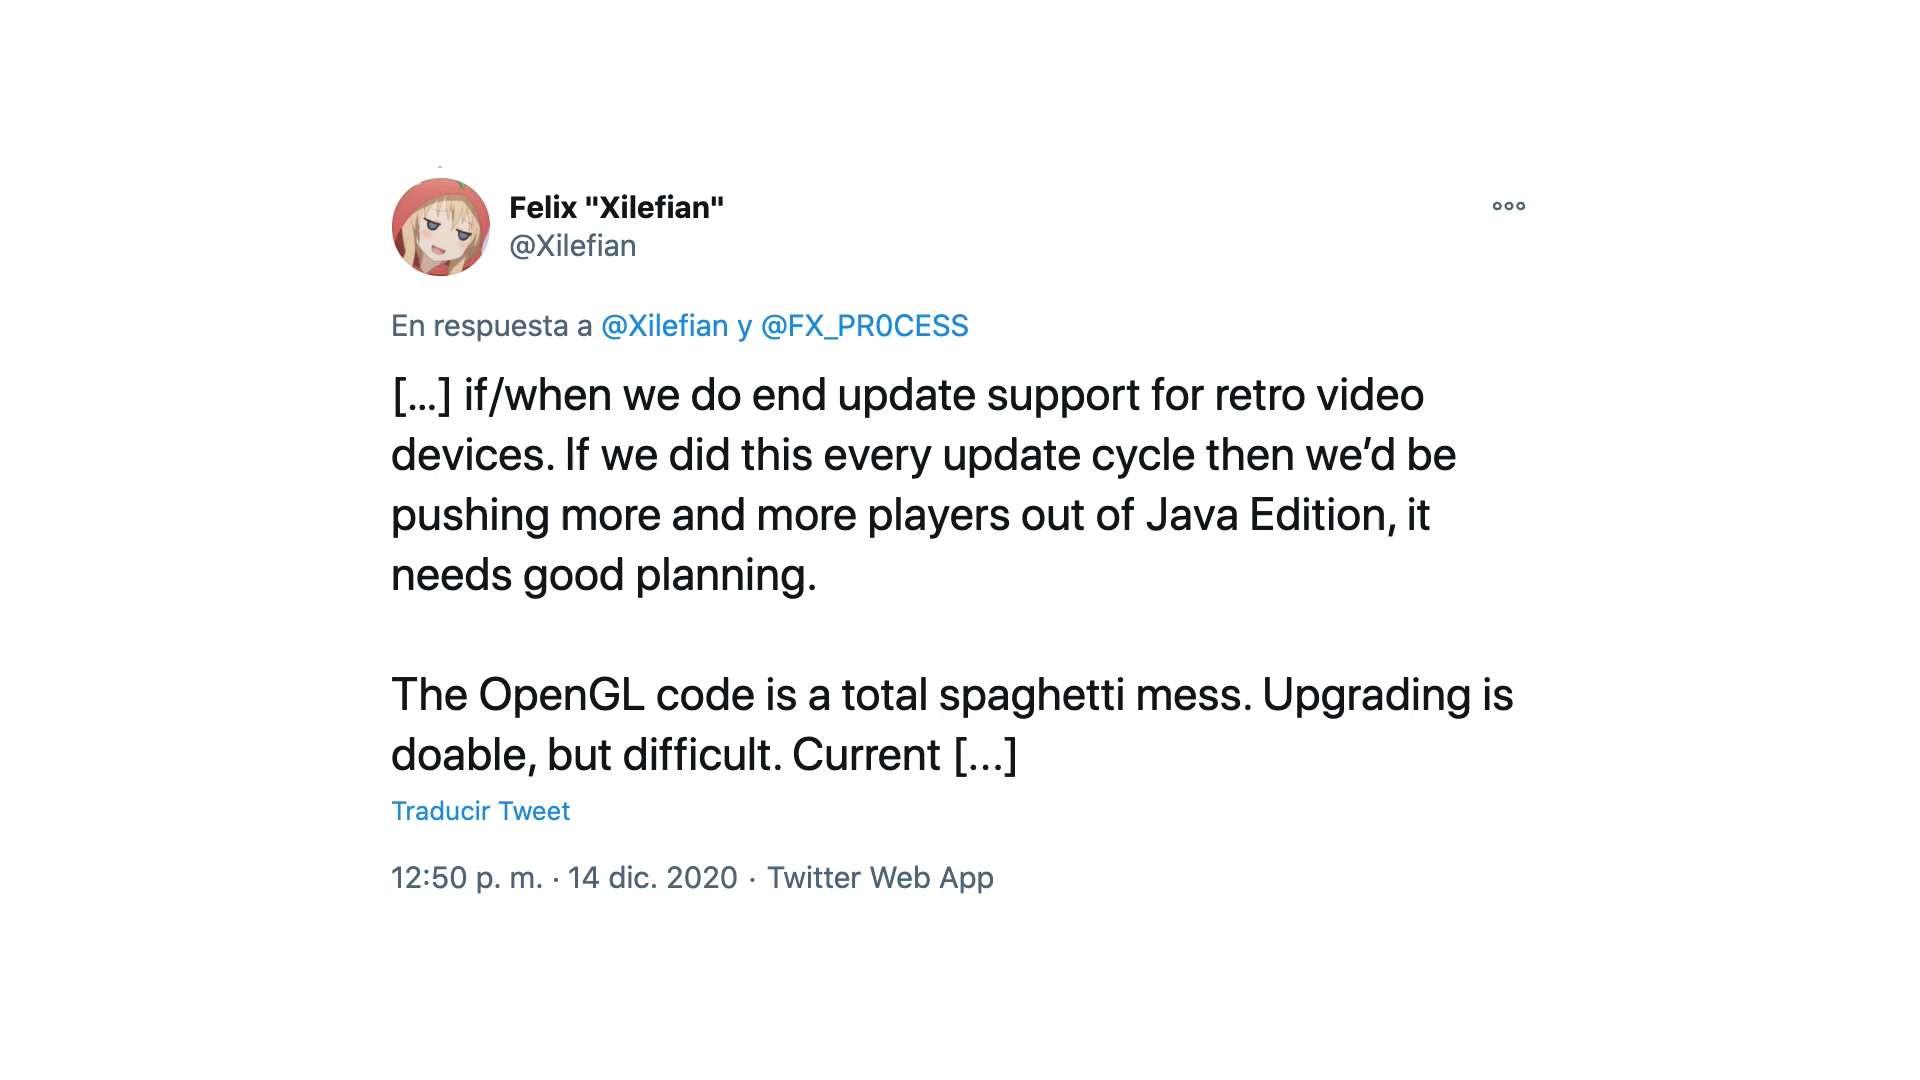 Felix "Xilefian"
@Xilefian
En respuesta a @Xilefian y @FX_PR0CESS
[…] if/when we do end update support for retro video
devices. If we did this every update cycle then we’d be
pushing more and more players out of Java Edition, it
needs good planning.
The OpenGL code is a total spaghetti mess. Upgrading is
doable, but difficult. Current […]
Traducir Tweet
12:50 p. m. · 14 dic. 2020 · Twitter Web App